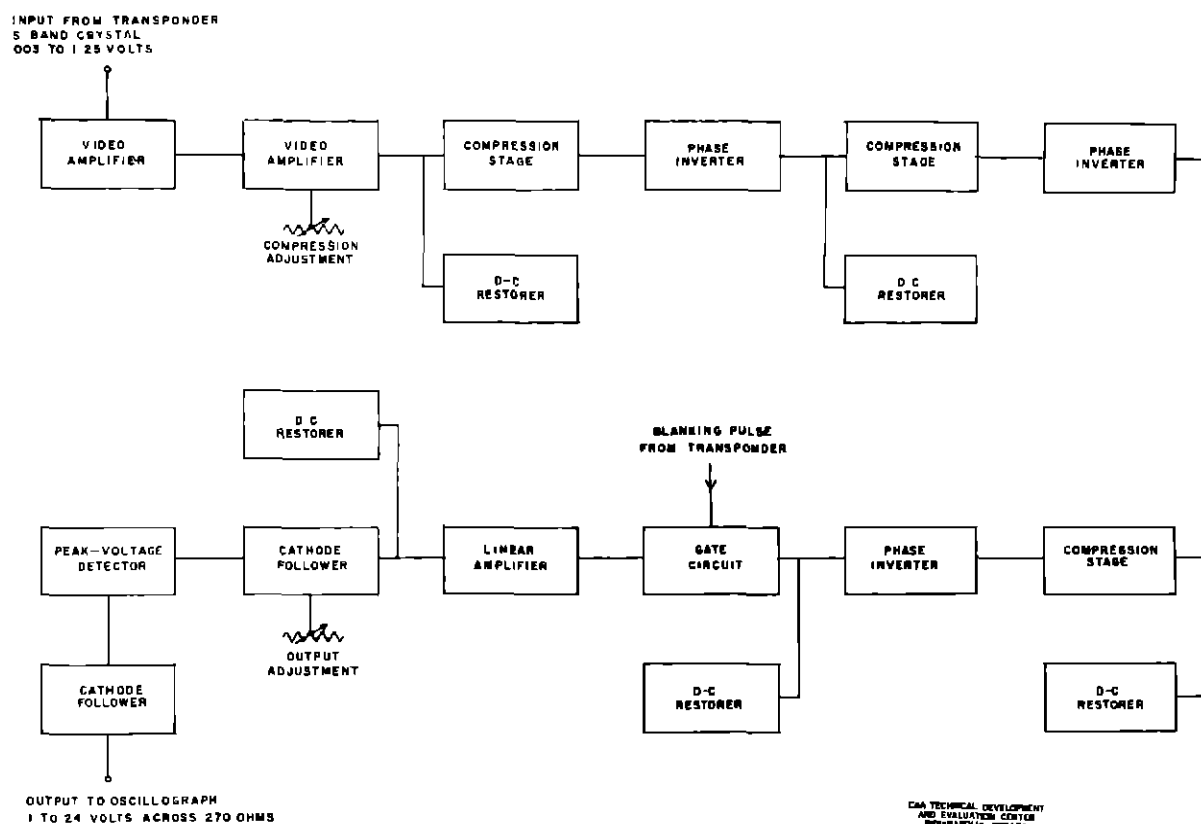 INPUT FROM TRANSPONDER
S BAND CRYSTAL
003 TO 1 25 VOLTS
VIDEO
AMPLIFIER
VIDEO
AMPLIFIER
COMPRESSION
STAGE
PHASE
INVERTER
COMPRESSION
STAGE
PHASE
INVERTER
COMPRESSION
ADJUSTMENT
D-C
RESTORER
D C
RESTORER
D C
RESTORER
BLANKING PULSE
FROM TRANSPONDER
PEAK-VOLTAGE
DETECTOR
CATHODE
FOLLOWER
LINEAR
AMPLIFIER
GATE
CIRCUIT
PHASE
INVERTER
COMPRESSION
STAGE
OUTPUT
ADJUSTMENT
CATHODE
FOLLOWER
D-C
RESTORER
D-C
RESTORER
OUTPUT TO OSCILLOGRAPH
1 TO 24 VOLTS ACROSS 270 OHMS
CAA TECHNICAL DEVELOPMENT
AND EVALUATION CENTER